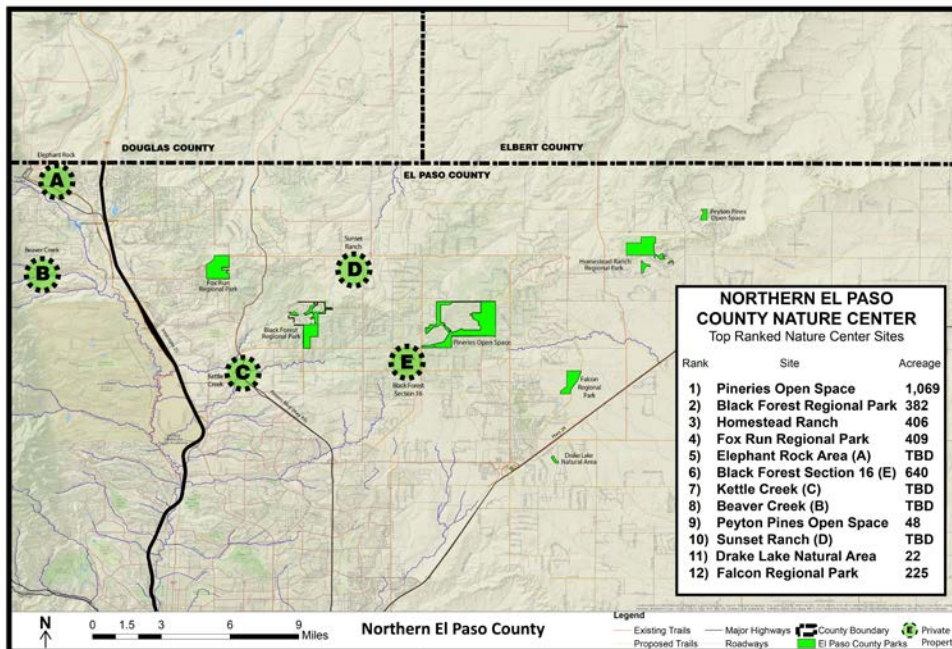 Elephant Rock
DOUGLAS COUNTY
ELBERT COUNTY
EL PASO COUNTY
A
Peyton Pines
Open Space
Beaver Creek
Sunset
Ranch
B
D
Fox Run
Regional Park
Homestead Ranch
Regional Park
Black Forest
Regional Park
Pineries Open Space
C
Kettle
Creek
E
Black Forest
Section 16
Falcon
Regional
Park
Drake Lake
Natural Area
NORTHERN EL PASO
COUNTY NATURE CENTER
Top Ranked Nature Center Sites
Rank Site Acreage
1) Pineries Open Space 1,069
2) Black Forest Regional Park 382
3) Homestead Ranch 406
4) Fox Run Regional Park 409
5) Elephant Rock Area (A) TBD
6) Black Forest Section 16 (E) 640
7) Kettle Creek (C) TBD
8) Beaver Creek (B) TBD
9) Peyton Pines Open Space 48
10) Sunset Ranch (D) TBD
11) Drake Lake Natural Area 22
12) Falcon Regional Park 225
N
0 1.5 3 6 9
Miles
Northern El Paso County
Legend
Existing Trails Major Highways County Boundary E Private
Proposed Trails Roadways El Paso County Parks Propert